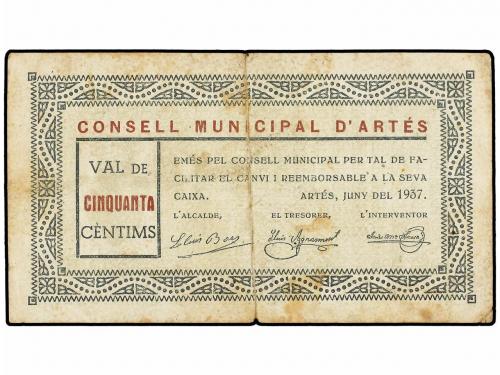 CONSELL MUNICIPAL D'ARTÉS
VAL DE
CINQUANTA
CÈNTIMS
EMÉS PEL CONSELL MUNICIPAL PER TAL DE FA-
CILITAR EL CANVI I REEMBORSABLE A LA SEVA
CAIXA. ARTÉS, JUNY DEL 1937.
L'ALCALDE, EL TRESORER, L'INTERVENTOR
Lluis